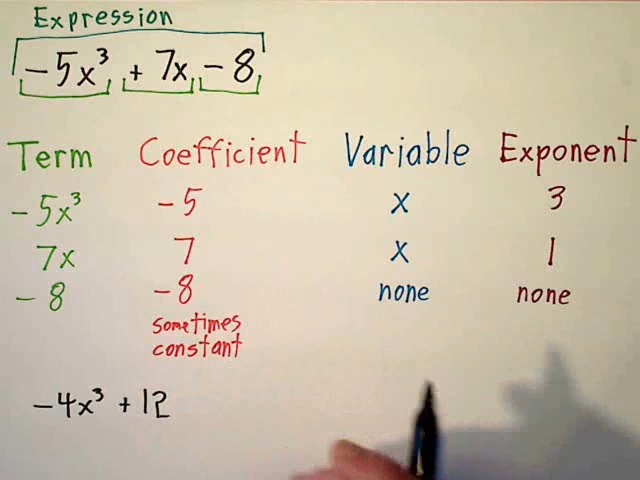 Expression
-5x³ + 7x - 8
Term Coefficient Variable Exponent
-5x³ -5 x 3
7x 7 x 1
-8 -8 none none
sometimes
constant
-4x³ + 12